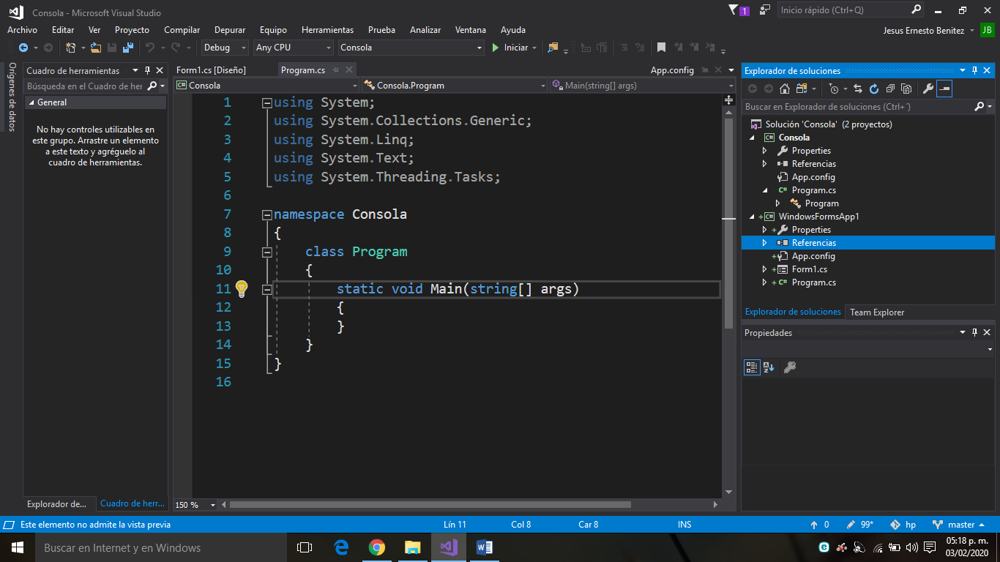 Consola - Microsoft Visual Studio
1
Inicio rápido (Ctrl+Q)
Archivo Editar Ver Proyecto Compilar Depurar Equipo Herramientas Prueba Analizar Ventana Ayuda
Jesus Ernesto Benitez
JB
Debug
Any CPU
Consola
Iniciar
Orígenes de datos
Cuadro de herramientas
Búsqueda en el Cuadro de her
General
No hay controles utilizables en
este grupo. Arrastre un elemento
a este texto y agréguelo al
cuadro de herramientas.
Explorador de...
Cuadro de herr...
Form1.cs [Diseño]
Program.cs
App.config
Consola
Consola.Program
Main(string[] args)
1 using System;
2 using System.Collections.Generic;
3 using System.Linq;
4 using System.Text;
5 using System.Threading.Tasks;
6
7 namespace Consola
8 {
9 class Program
10 {
11 static void Main(string[] args)
12 {
13 }
14 }
15 }
16
150 %
Explorador de soluciones
Buscar en Explorador de soluciones (Ctrl+´)
Solución 'Consola' (2 proyectos)
C# Consola
Properties
Referencias
App.config
C# Program.cs
Program
C# WindowsFormsApp1
Properties
Referencias
App.config
Form1.cs
C# Program.cs
Explorador de soluciones
Team Explorer
Propiedades
Este elemento no admite la vista previa
Lín 11
Col 8
Car 8
INS
0
99*
hp
master
Buscar en Internet y en Windows
05:18 p. m.
03/02/2020